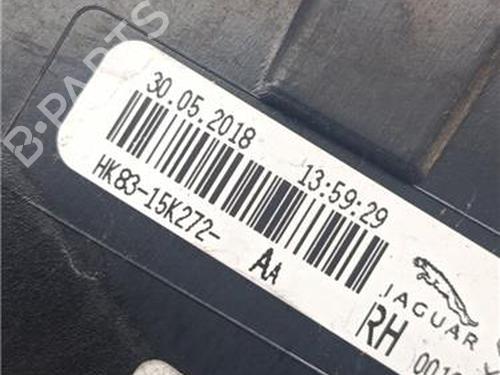 B-PARTS
30.05.2018 13:59:29
HK83-15K272- AA
JAGUAR
RH